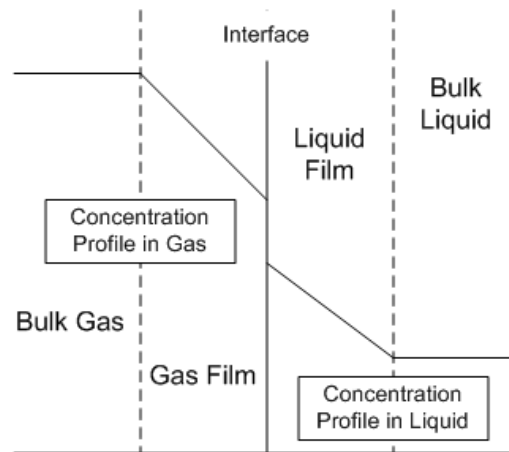 Interface
Bulk
Liquid
Liquid
Film
Concentration
Profile in Gas
Bulk Gas
Gas Film
Concentration
Profile in Liquid